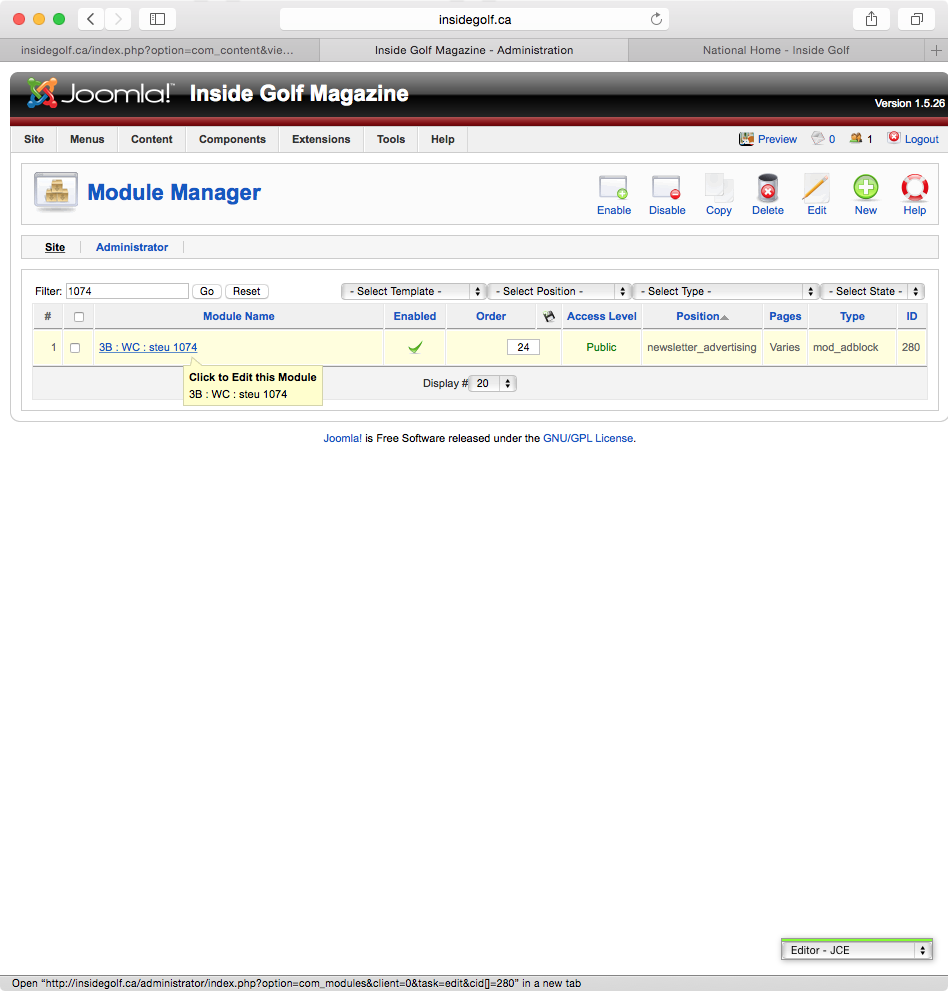 insidegolf.ca
insidegolf.ca/index.php?option=com_content&vie... Inside Golf Magazine - Administration National Home - Inside Golf
Joomla!™ Inside Golf Magazine
Version 1.5.26
Site Menus Content Components Extensions Tools Help Preview 0 1 Logout
Module Manager
Enable Disable Copy Delete Edit New Help
Site Administrator
Filter: 1074 Go Reset - Select Template - - Select Position - - Select Type - - Select State -
# Module Name Enabled Order Access Level Position Pages Type ID
1 3B : WC : steu 1074 24 Public newsletter_advertising Varies mod_adblock 280
Click to Edit this Module
3B : WC : steu 1074
Display # 20
Joomla! is Free Software released under the GNU/GPL License.
Editor - JCE
Open “http://insidegolf.ca/administrator/index.php?option=com_modules&client=0&task=edit&cid[]=280” in a new tab